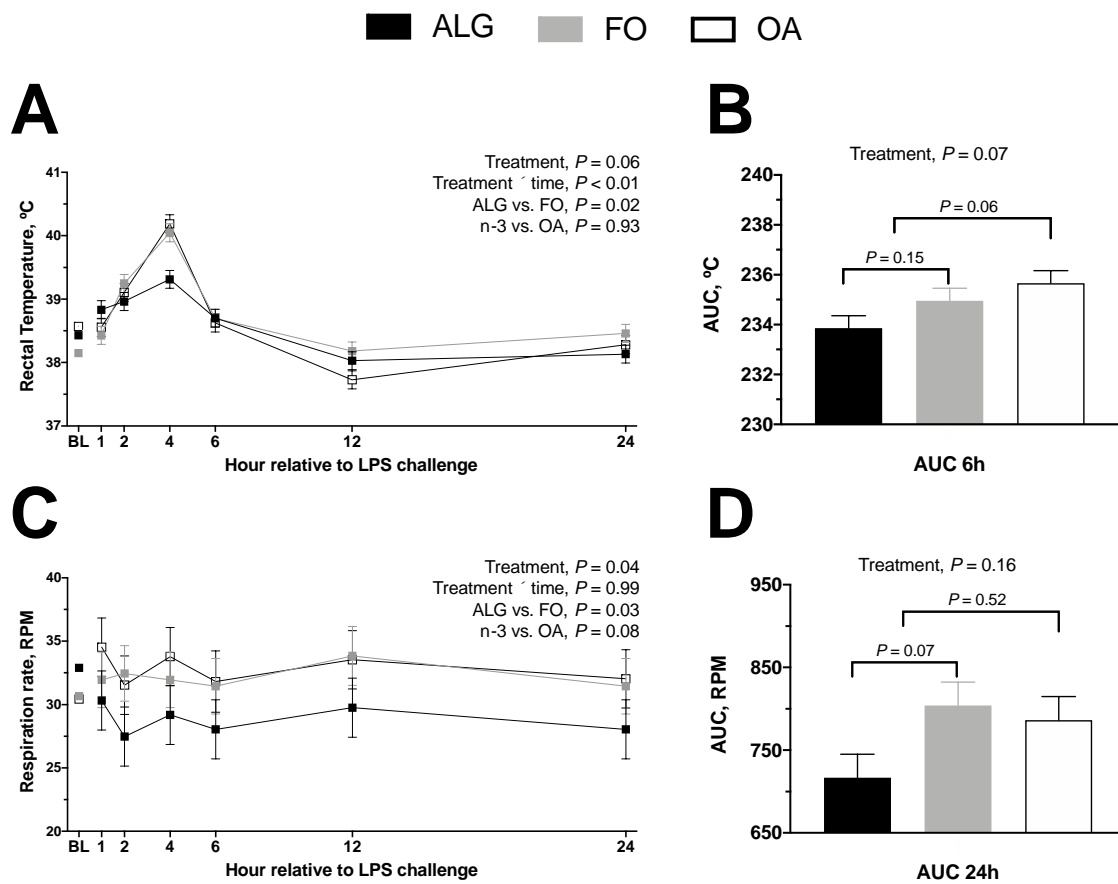 ALG FO OA
A
Treatment, P = 0.06
Treatment ´ time, P < 0.01
ALG vs. FO, P = 0.02
n-3 vs. OA, P = 0.93
Rectal Temperature, ºC
41
40
39
38
37
BL 1 2 4 6 12 24
Hour relative to LPS challenge
B
Treatment, P = 0.07
P = 0.06
P = 0.15
AUC, ºC
240
238
236
234
232
230
AUC 6h
C
Treatment, P = 0.04
Treatment ´ time, P = 0.99
ALG vs. FO, P = 0.03
n-3 vs. OA, P = 0.08
Respiration rate, RPM
40
35
30
25
20
BL 1 2 4 6 12 24
Hour relative to LPS challenge
D
Treatment, P = 0.16
P = 0.52
P = 0.07
AUC, RPM
950
850
750
650
AUC 24h